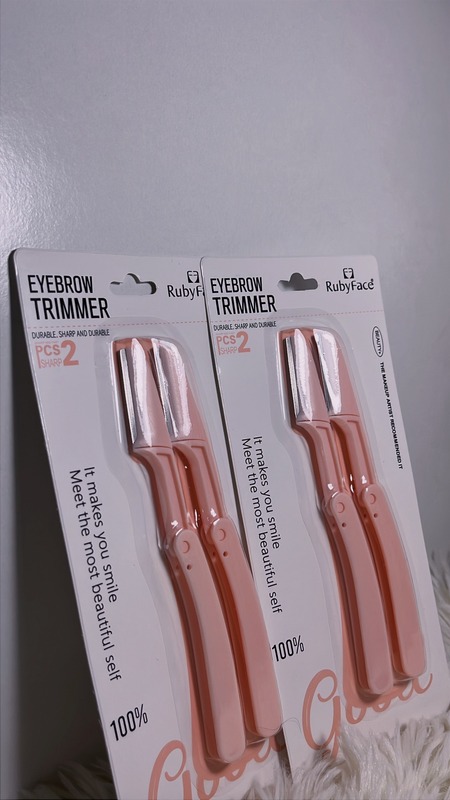 EYEBROW
TRIMMER
DURABLE, SHARP AND DURABLE
PCS 2
SHARP
It makes you smile
Meet the most beautiful self
100%
Good
EYEBROW
TRIMMER
RubyFace
DURABLE, SHARP AND DURABLE
PCS 2
SHARP
BEAUTY+
THE MAKEUP ARTIST RECOMMENDED IT
It makes you smile
Meet the most beautiful self
100%
Good